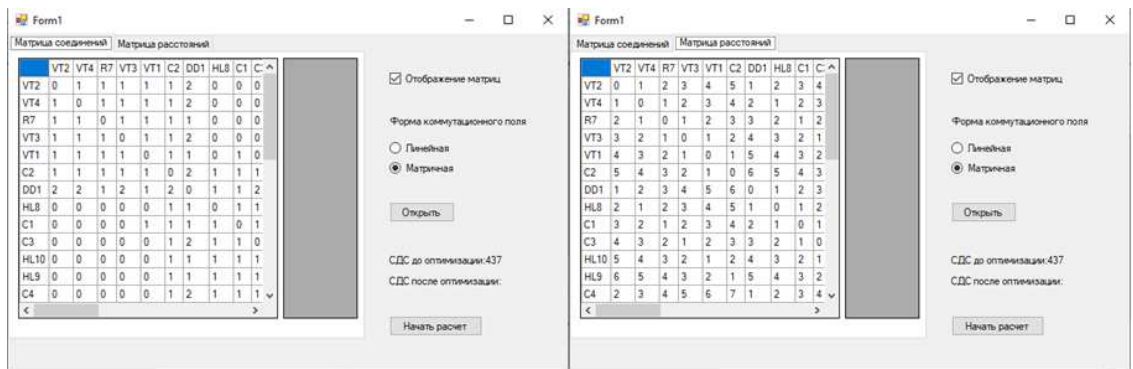 Form1
Матрица соединений Матрица расстояний
VT2 VT4 R7 VT3 VT1 C2 DD1 HL8 C1
VT2 0 1 1 1 1 1 2 0 0 0
VT4 1 0 1 1 1 1 2 0 0 0
R7 1 1 0 1 1 1 1 0 0 0
VT3 1 1 1 0 1 1 2 0 0 0
VT1 1 1 1 1 0 1 1 0 1 0
C2 1 1 1 1 1 0 2 1 1 1
DD1 2 2 1 2 1 2 0 1 1 2
HL8 0 0 0 0 0 1 1 0 1 1
C1 0 0 0 0 1 1 1 1 0 1
C3 0 0 0 0 0 1 2 1 1 0
HL10 0 0 0 0 0 1 1 1 1 1
HL9 0 0 0 0 0 1 1 1 1 1
C4 0 0 0 0 0 1 2 1 1 1
Отображение матриц
Форма коммутационного поля
Линейная
Матричная
Открыть
СДС до оптимизации:437
СДС после оптимизации:
Начать расчет
Form1
Матрица соединений Матрица расстояний
VT2 VT4 R7 VT3 VT1 C2 DD1 HL8 C1
VT2 0 1 2 3 4 5 1 2 3 4
VT4 1 0 1 2 3 4 2 1 2 3
R7 2 1 0 1 2 3 3 2 1 2
VT3 3 2 1 0 1 2 4 3 2 1
VT1 4 3 2 1 0 1 5 4 3 2
C2 5 4 3 2 1 0 6 5 4 3
DD1 1 2 3 4 5 6 0 1 2 3
HL8 2 1 2 3 4 5 1 0 1 2
C1 3 2 1 2 3 4 2 1 0 1
C3 4 3 2 1 2 3 3 2 1 0
HL10 5 4 3 2 1 2 4 3 2 1
HL9 6 5 4 3 2 1 5 4 3 2
C4 2 3 4 5 6 7 1 2 3 4
Отображение матриц
Форма коммутационного поля
Линейная
Матричная
Открыть
СДС до оптимизации:437
СДС после оптимизации:
Начать расчет